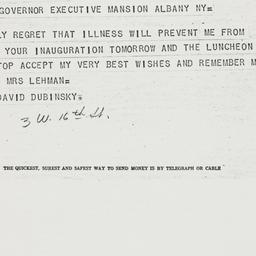 GOVERNOR EXECUTIVE MANSION ALBANY NY=
LY REGRET THAT ILLNESS WILL PREVENT ME FROM
YOUR INAUGURATION TOMORROW AND THE LUNCHEON
TOP ACCEPT MY VERY BEST WISHES AND REMEMBER M
MRS LEHMAN=
DAVID DUBINSKY.
3 W. 16th St.
THE QUICKEST, SUREST AND SAFEST WAY TO SEND MONEY IS BY TELEGRAPH OR CABLE